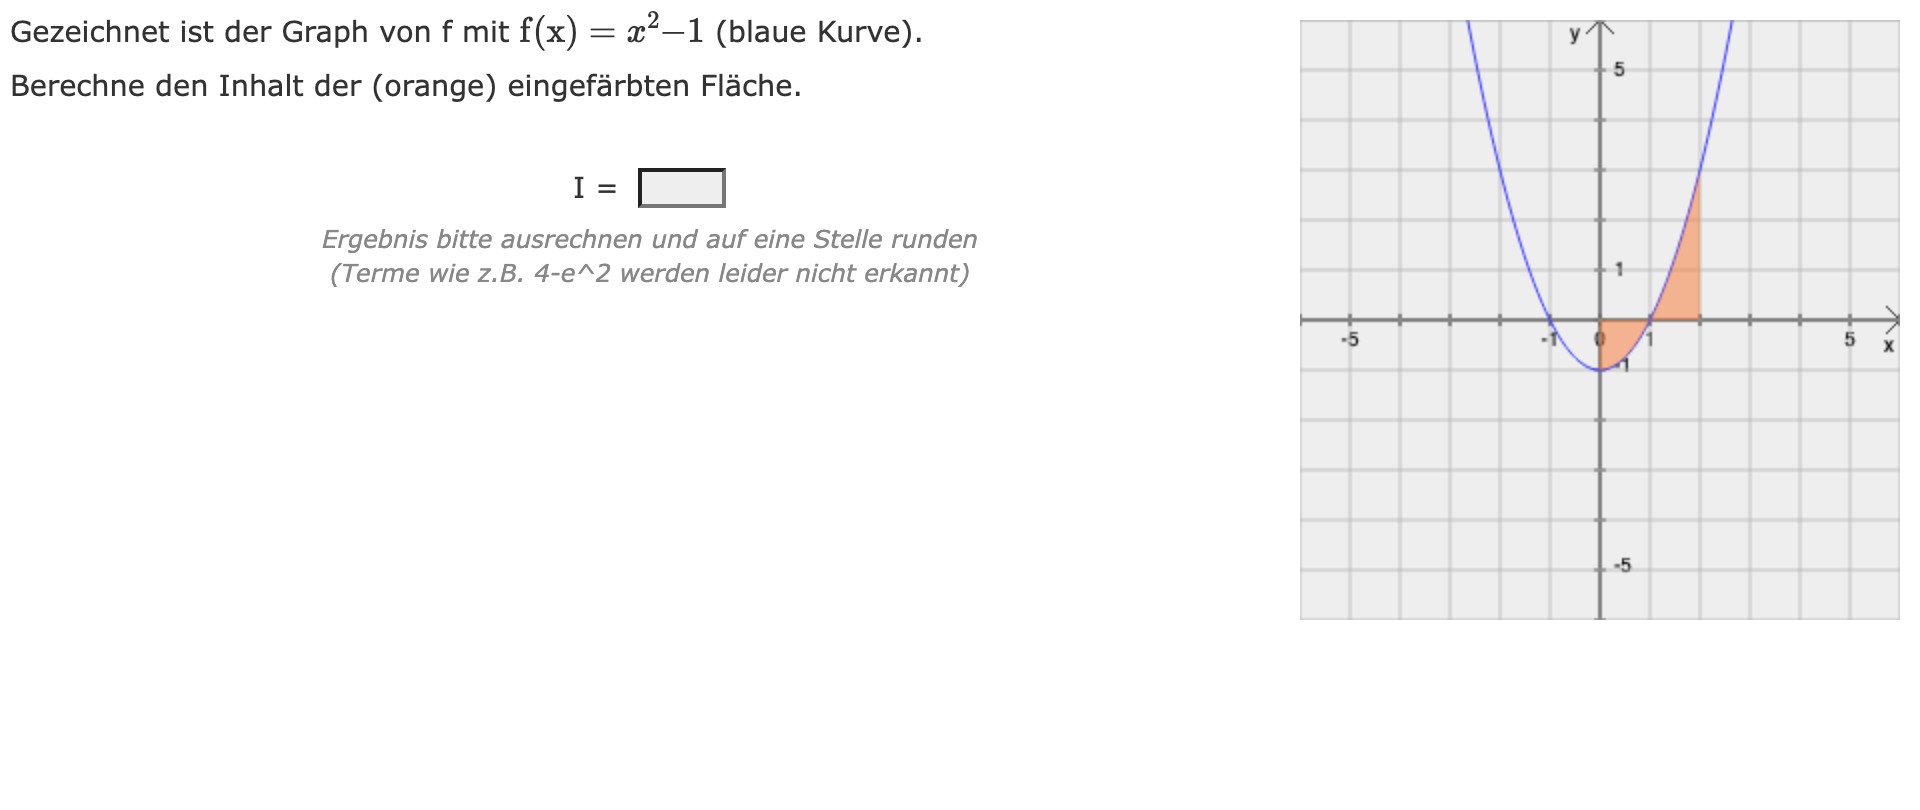 Gezeichnet ist der Graph von f mit f(x) = x²−1 (blaue Kurve).
Berechne den Inhalt der (orange) eingefärbten Fläche.
I =
Ergebnis bitte ausrechnen und auf eine Stelle runden
(Terme wie z.B. 4-e^2 werden leider nicht erkannt)
y
5
1
-5 -1 0 1 5 x
-1
-5